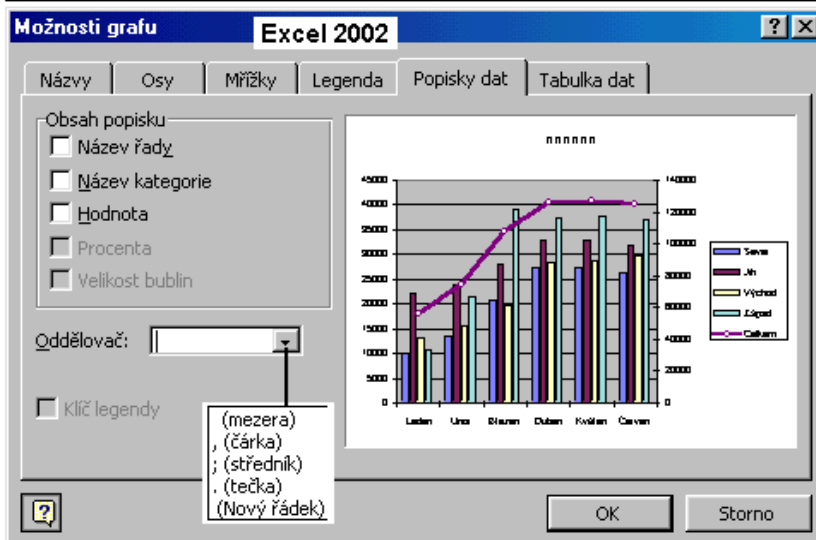 Možnosti grafu
Excel 2002
Názvy
Osy
Mřížky
Legenda
Popisky dat
Tabulka dat
Obsah popisku
Název řady
Název kategorie
Hodnota
Procenta
Velikost bublin
Oddělovač:
Klíč legendy
(mezera)
, (čárka)
; (středník)
. (tečka)
(Nový řádek)
45000
40000
35000
30000
25000
20000
15000
10000
5000
0
140000
120000
100000
80000
60000
40000
20000
0
Leden
Únor
Březen
Duben
Květen
Červen
Sever
Jih
Východ
Západ
Celkem
OK
Storno